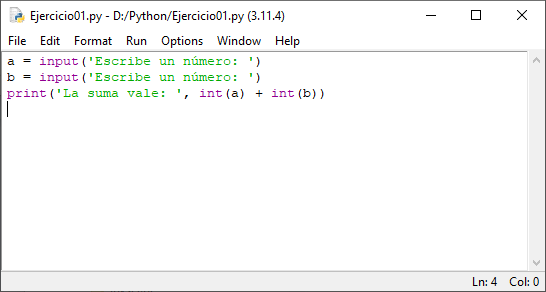 Ejercicio01.py - D:/Python/Ejercicio01.py (3.11.4)
File Edit Format Run Options Window Help
a = input('Escribe un número: ')
b = input('Escribe un número: ')
print('La suma vale: ', int(a) + int(b))
Ln: 4 Col: 0